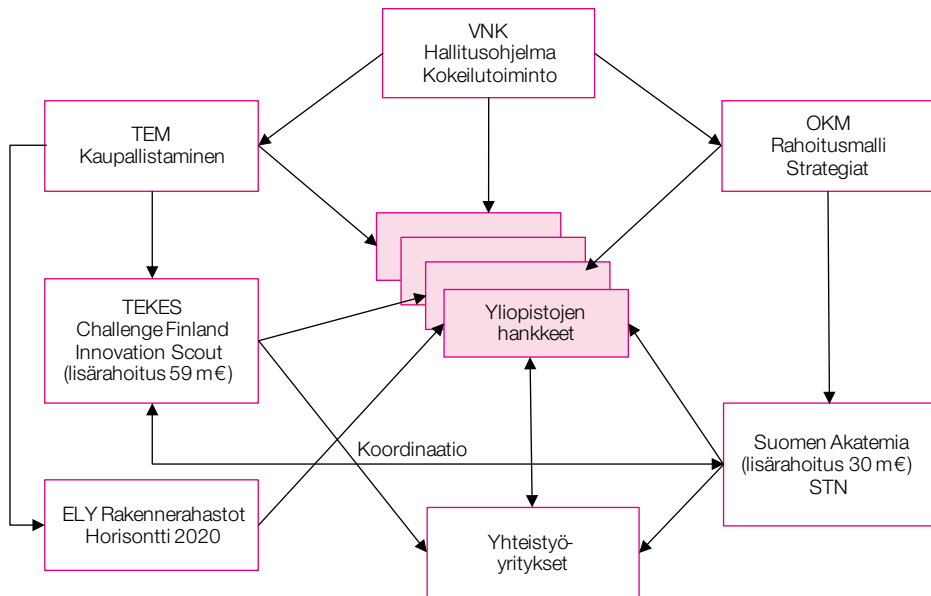 VNK
Hallitusohjelma
Kokeilutoiminto
TEM
Kaupallistaminen
OKM
Rahoitusmalli
Strategiat
TEKES
Challenge Finland
Innovation Scout
(lisärahoitus 59 m€)
Yliopistojen
hankkeet
Koordinaatio
Suomen Akatemia
(lisärahoitus 30 m€)
STN
ELY Rakennerahastot
Horisontti 2020
Yhteistyö-
yritykset